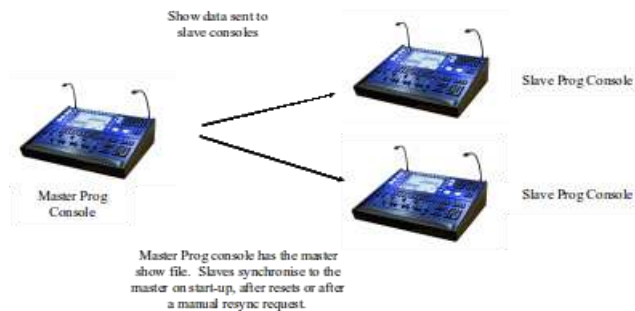 Show data sent to
slave consoles
Slave Prog Console
Master Prog
Console
Slave Prog Console
Master Prog console has the master
show file. Slaves synchronise to the
master on start-up, after resets or after
a manual resync request.